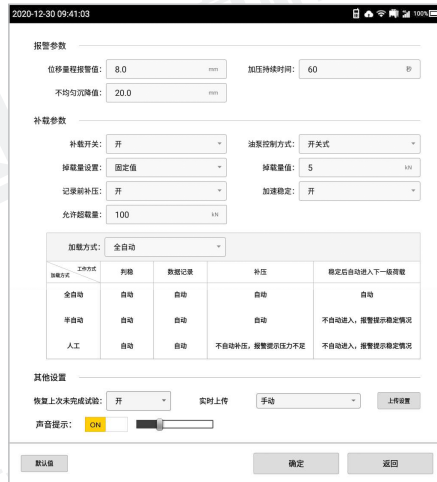 2020-12-30 09:41:03 100%
报警参数
位移量程报警值: 8.0 mm 加压持续时间: 60 秒
不均匀沉降值: 20.0 mm
补载参数
补载开关: 开 油泵控制方式: 开关式
掉载量设置: 固定值 掉载量值: 5 kN
记录前补压: 开 加速稳定: 开
允许超载量: 100 kN
加载方式: 全自动
工作方式
加载方式 判稳 数据记录 补压 稳定后自动进入下一级荷载
全自动 自动 自动 自动 自动
半自动 自动 自动 自动 不自动进入，报警提示稳定情况
人工 自动 自动 不自动补压，报警提示压力不足 不自动进入，报警提示稳定情况
其他设置
恢复上次未完成试验: 开 实时上传 手动 上传设置
声音提示: ON
默认值 确定 返回